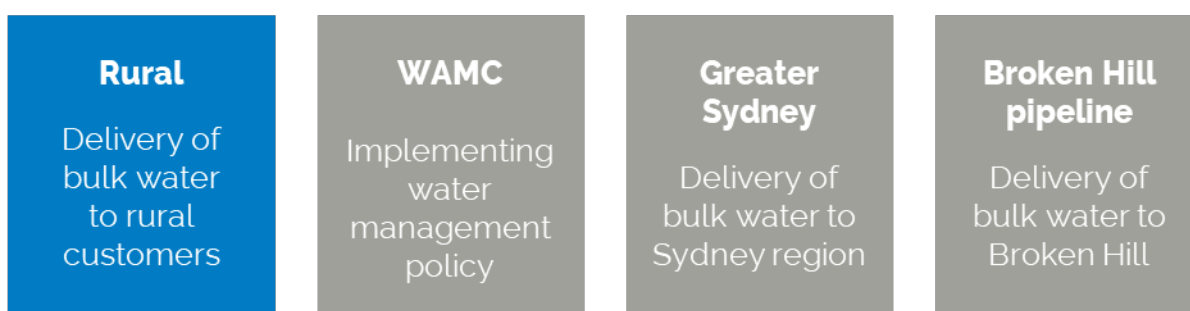 Rural
Delivery of
bulk water
to rural
customers
WAMC
Implementing
water
management
policy
Greater
Sydney
Delivery of
bulk water to
Sydney region
Broken Hill
pipeline
Delivery of
bulk water to
Broken Hill